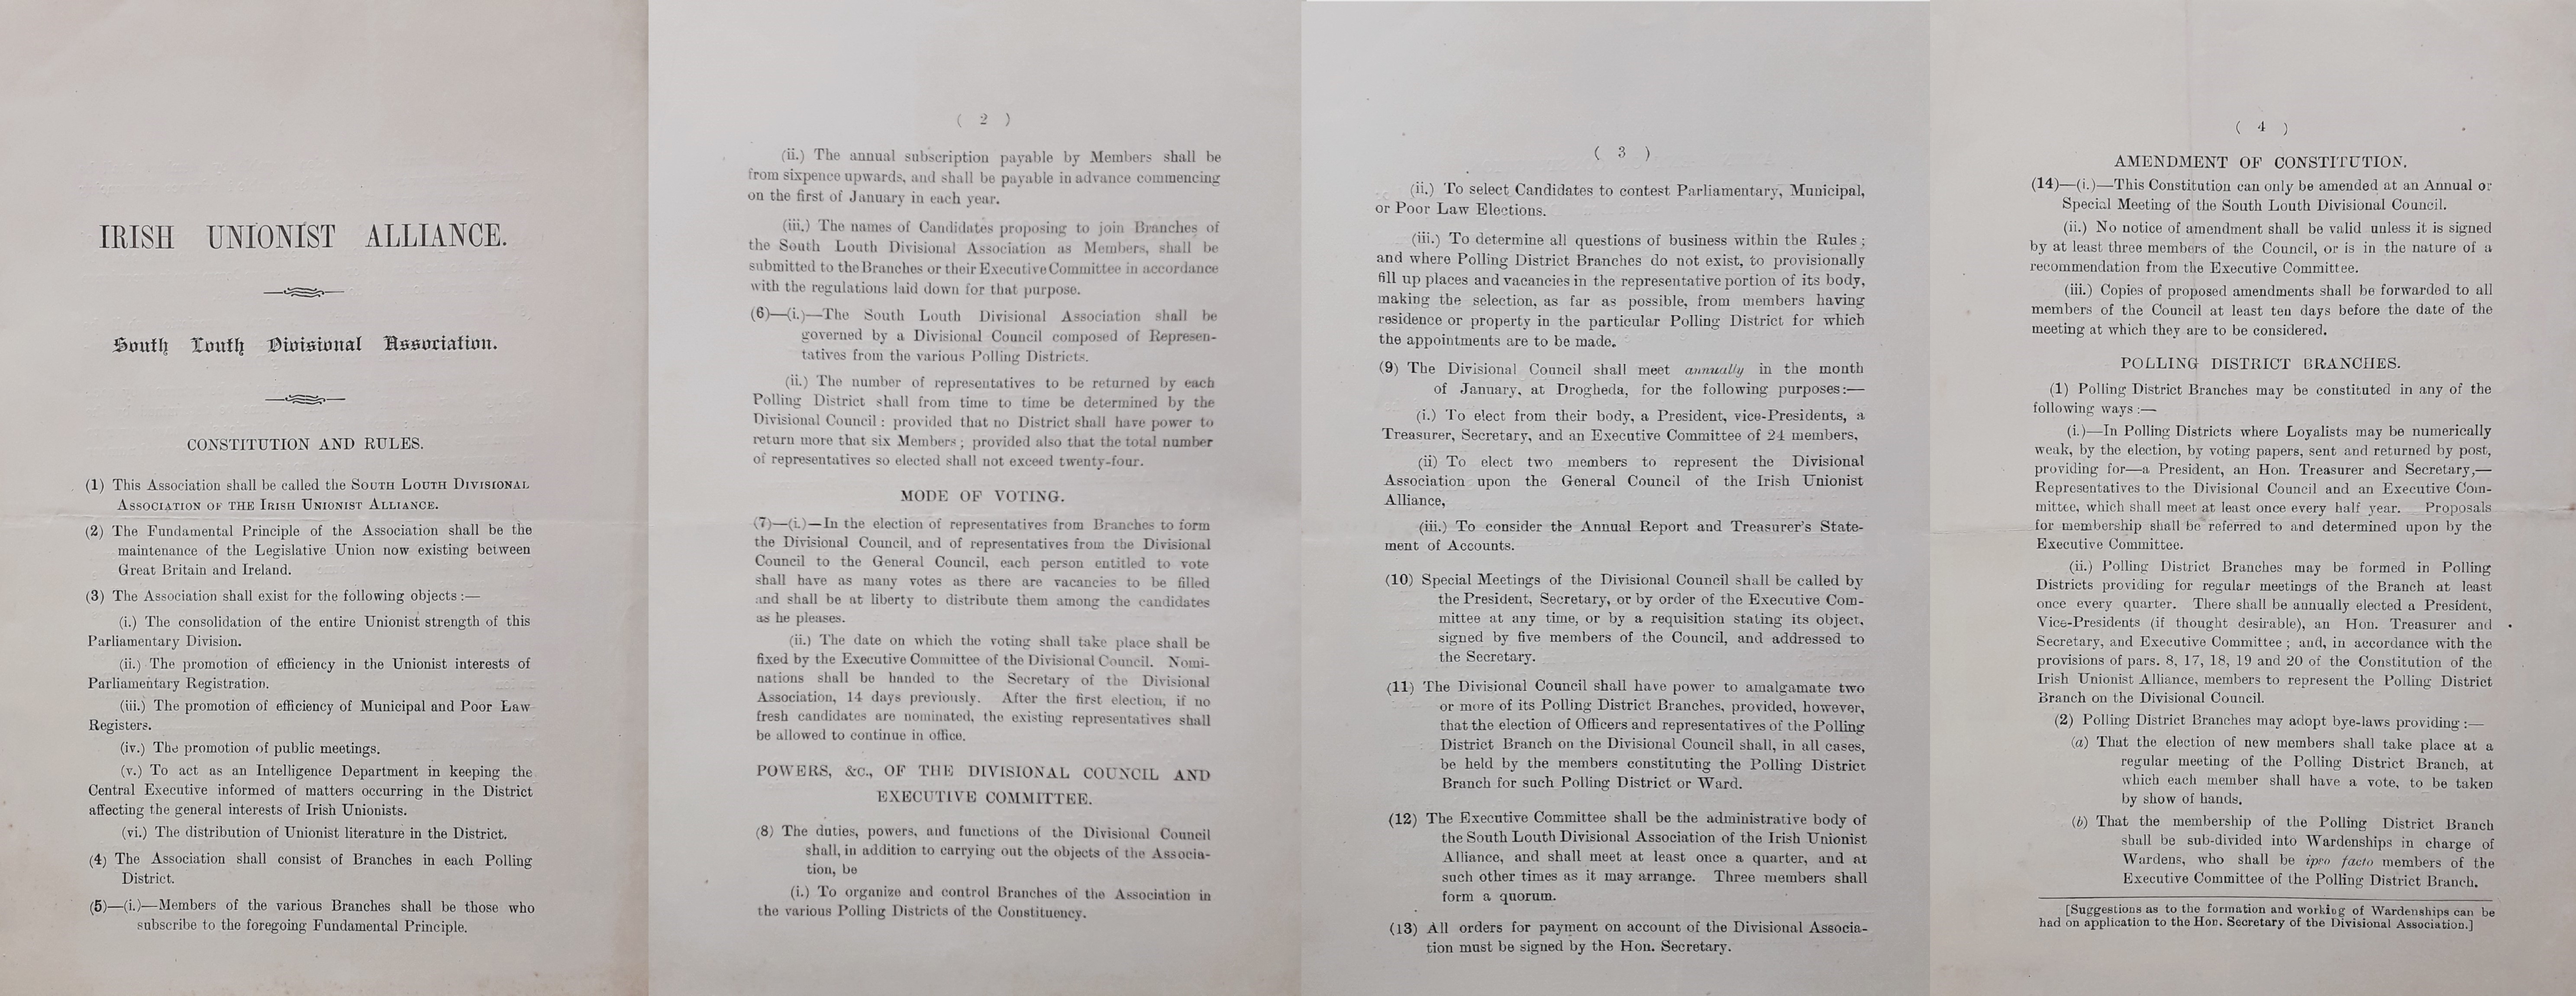 IRISH UNIONIST ALLIANCE.
South Louth Divisional Association.
CONSTITUTION AND RULES.
(1) This Association shall be called the South Louth Divisional
Association of the Irish Unionist Alliance.
(2) The Fundamental Principle of the Association shall be the
maintenance of the Legislative Union now existing between
Great Britain and Ireland.
(3) The Association shall exist for the following objects :—
(i.) The consolidation of the entire Unionist strength of this
Parliamentary Division.
(ii.) The promotion of efficiency in the Unionist interests of
Parliamentary Registration.
(iii.) The promotion of efficiency of Municipal and Poor Law
Registers.
(iv.) The promotion of public meetings.
(v.) To act as an Intelligence Department in keeping the
Central Executive informed of matters occurring in the District
affecting the general interests of Irish Unionists.
(vi.) The distribution of Unionist literature in the District.
(4) The Association shall consist of Branches in each Polling
District.
(5)—(i.)—Members of the various Branches shall be those who
subscribe to the foregoing Fundamental Principle.
( 2 )
(ii.) The annual subscription payable by Members shall be
from sixpence upwards, and shall be payable in advance commencing
on the first of January in each year.
(iii.) The names of Candidates proposing to join Branches of
the South Louth Divisional Association as Members, shall be
submitted to the Branches or their Executive Committee in accordance
with the regulations laid down for that purpose.
(6)—(i.)—The South Louth Divisional Association shall be
governed by a Divisional Council composed of Represen-
tatives from the various Polling Districts.
(ii.) The number of representatives to be returned by each
Polling District shall from time to time be determined by the
Divisional Council : provided that no District shall have power to
return more that six Members ; provided also that the total number
of representatives so elected shall not exceed twenty-four.
MODE OF VOTING.
(7)—(i.)—In the election of representatives from Branches to form
the Divisional Council, and of representatives from the Divisional
Council to the General Council, each person entitled to vote
shall have as many votes as there are vacancies to be filled
and shall be at liberty to distribute them among the candidates
as he pleases.
(ii.) The date on which the voting shall take place shall be
fixed by the Executive Committee of the Divisional Council. Nomi-
nations shall be handed to the Secretary of the Divisional
Association, 14 days previously. After the first election, if no
fresh candidates are nominated, the existing representatives shall
be allowed to continue in office.
POWERS, &c., OF THE DIVISIONAL COUNCIL AND
EXECUTIVE COMMITTEE.
(8) The duties, powers, and functions of the Divisional Council
shall, in addition to carrying out the objects of the Associa-
tion, be
(i.) To organize and control Branches of the Association in
the various Polling Districts of the Constituency.
( 3 )
(ii.) To select Candidates to contest Parliamentary, Municipal,
or Poor Law Elections.
(iii.) To determine all questions of business within the Rules ;
and where Polling District Branches do not exist, to provisionally
fill up places and vacancies in the representative portion of its body,
making the selection, as far as possible, from members having
residence or property in the particular Polling District for which
the appointments are to be made.
(9) The Divisional Council shall meet annually in the month
of January, at Drogheda, for the following purposes:—
(i.) To elect from their body, a President, vice-Presidents, a
Treasurer, Secretary, and an Executive Committee of 24 members,
(ii) To elect two members to represent the Divisional
Association upon the General Council of the Irish Unionist
Alliance,
(iii.) To consider the Annual Report and Treasurer's State-
ment of Accounts.
(10) Special Meetings of the Divisional Council shall be called by
the President, Secretary, or by order of the Executive Com-
mittee at any time, or by a requisition stating its object,
signed by five members of the Council, and addressed to
the Secretary.
(11) The Divisional Council shall have power to amalgamate two
or more of its Polling District Branches, provided, however,
that the election of Officers and representatives of the Polling
District Branch on the Divisional Council shall, in all cases,
be held by the members constituting the Polling District
Branch for such Polling District or Ward.
(12) The Executive Committee shall be the administrative body of
the South Louth Divisional Association of the Irish Unionist
Alliance, and shall meet at least once a quarter, and at
such other times as it may arrange. Three members shall
form a quorum.
(13) All orders for payment on account of the Divisional Associa-
tion must be signed by the Hon. Secretary.
( 4 )
AMENDMENT OF CONSTITUTION.
(14)—(i.)—This Constitution can only be amended at an Annual or
Special Meeting of the South Louth Divisional Council.
(ii.) No notice of amendment shall be valid unless it is signed
by at least three members of the Council, or is in the nature of a
recommendation from the Executive Committee.
(iii.) Copies of proposed amendments shall be forwarded to all
members of the Council at least ten days before the date of the
meeting at which they are to be considered.
POLLING DISTRICT BRANCHES.
(1) Polling District Branches may be constituted in any of the
following ways :—
(i.)—In Polling Districts where Loyalists may be numerically
weak, by the election, by voting papers, sent and returned by post,
providing for—a President, an Hon. Treasurer and Secretary,—
Representatives to the Divisional Council and an Executive Com-
mittee, which shall meet at least once every half year. Proposals
for membership shall be referred to and determined upon by the
Executive Committee.
(ii.) Polling District Branches may be formed in Polling
Districts providing for regular meetings of the Branch at least
once every quarter. There shall be annually elected a President,
Vice-Presidents (if thought desirable), an Hon. Treasurer and
Secretary, and Executive Committee ; and, in accordance with the
provisions of pars. 8, 17, 18, 19 and 20 of the Constitution of the
Irish Unionist Alliance, members to represent the Polling District
Branch on the Divisional Council.
(2) Polling District Branches may adopt bye-laws providing :—
(a) That the election of new members shall take place at a
regular meeting of the Polling District Branch, at
which each member shall have a vote, to be taken
by show of hands.
(b) That the membership of the Polling District Branch
shall be sub-divided into Wardenships in charge of
Wardens, who shall be ipso facto members of the
Executive Committee of the Polling District Branch.
[Suggestions as to the formation and working of Wardenships can be
had on application to the Hon. Secretary of the Divisional Association.]